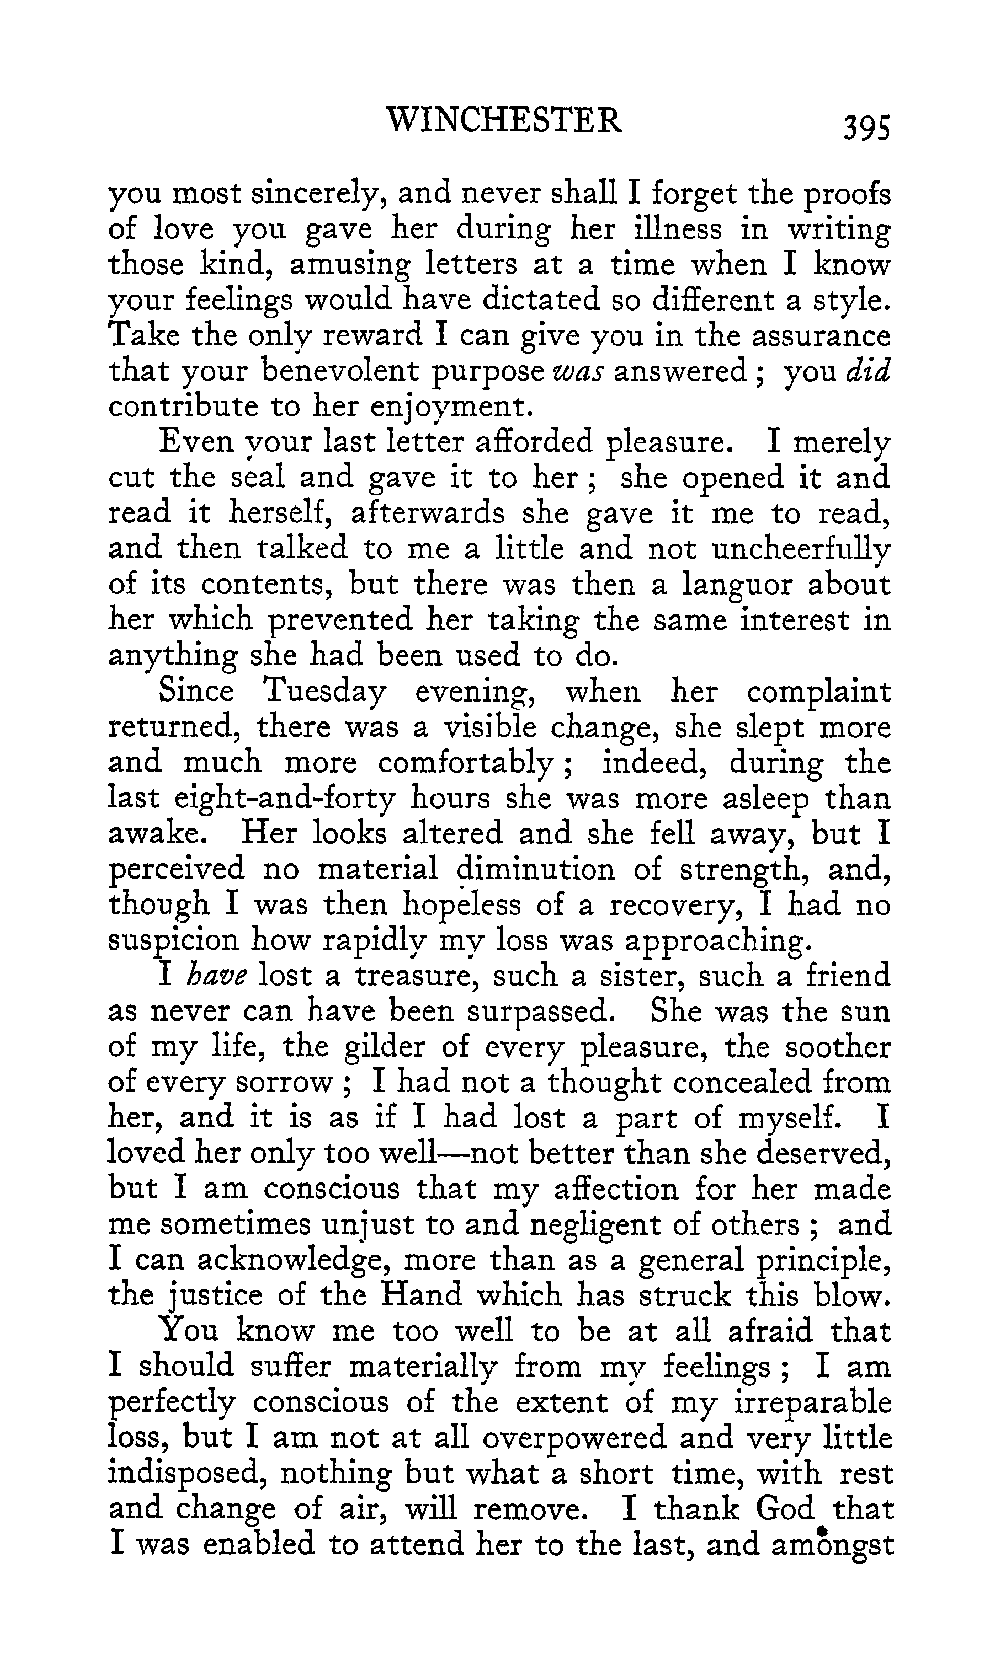 WINCHESTER 395
you most sincerely, and never shall I forget the proofs
of love you gave her during her illness in writing
those kind, amusing letters at a time when I know
your feelings would have dictated so different a style.
Take the only reward I can give you in the assurance
that your benevolent purpose was answered ; you did
contribute to her enjoyment.
Even your last letter afforded pleasure. I merely
cut the seal and gave it to her ; she opened it and
read it herself, afterwards she gave it me to read,
and then talked to me a little and not uncheerfully
of its contents, but there was then a languor about
her which prevented her taking the same interest in
anything she had been used to do.
Since Tuesday evening, when her complaint
returned, there was a visible change, she slept more
and much more comfortably ; indeed, during the
last eight-and-forty hours she was more asleep than
awake. Her looks altered and she fell away, but I
perceived no material diminution of strength, and,
though I was then hopeless of a recovery, I had no
suspicion how rapidly my loss was approaching.
I have lost a treasure, such a sister, such a friend
as never can have been surpassed. She was the sun
of my life, the gilder of every pleasure, the soother
of every sorrow ; I had not a thought concealed from
her, and it is as if I had lost a part of myself. I
loved her only too well—not better than she deserved,
but I am conscious that my affection for her made
me sometimes unjust to and negligent of others ; and
I can acknowledge, more than as a general principle,
the justice of the Hand which has struck this blow.
You know me too well to be at all afraid that
I should suffer materially from my feelings ; I am
perfectly conscious of the extent of my irreparable
loss, but I am not at all overpowered and very little
indisposed, nothing but what a short time, with rest
and change of air, will remove. I thank God that
I was enabled to attend her to the last, and amongst